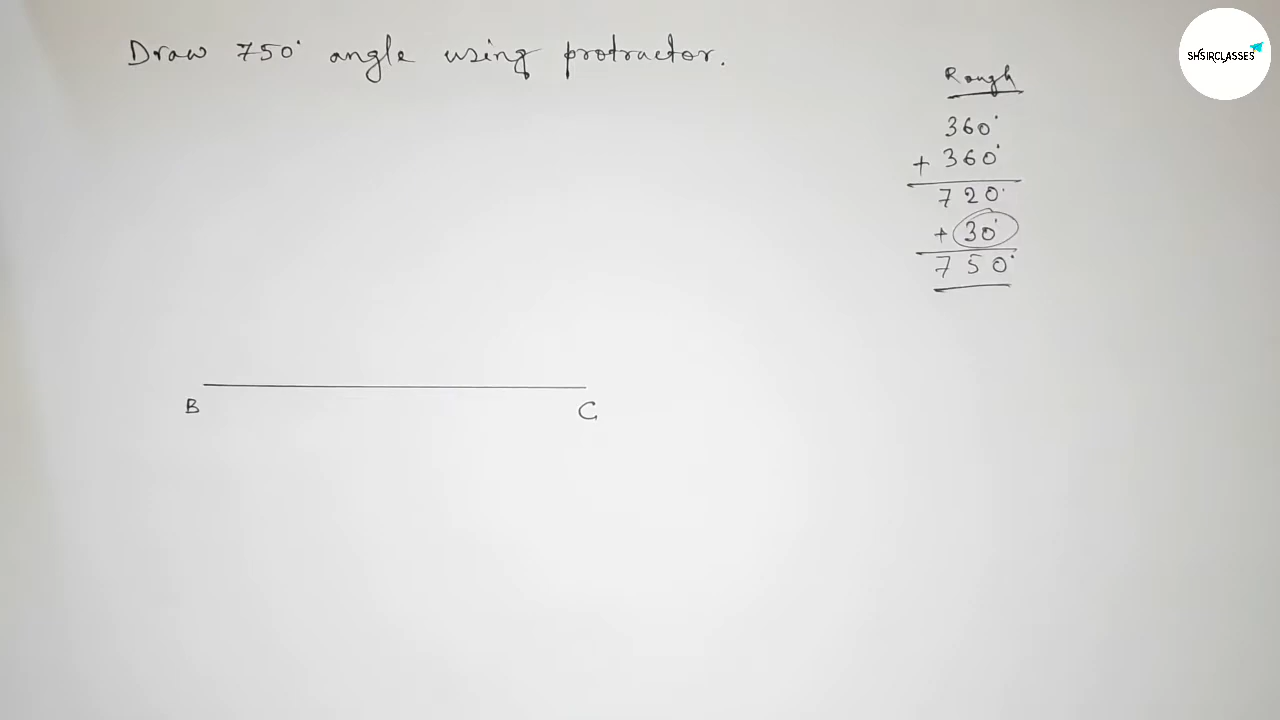 Draw 750° angle using protractor.
SHSIRCLASSES
Rough
360°
+ 360°
720°
+ 30°
750°
B
C